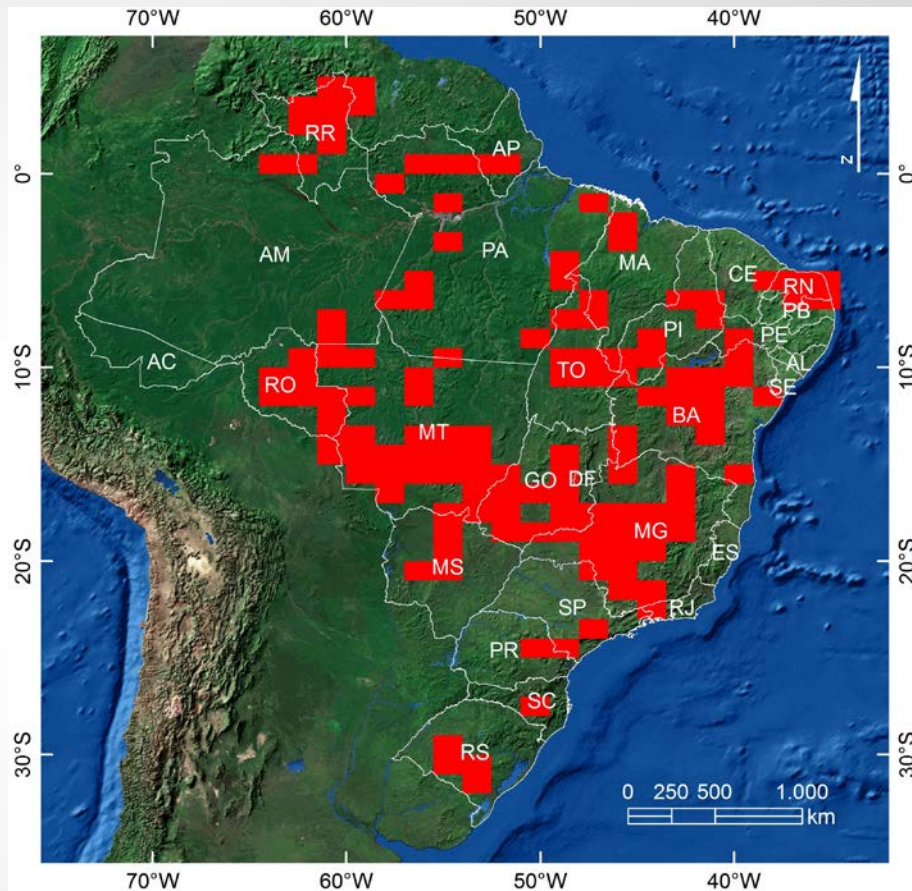 70°W 60°W 50°W 40°W
0°
10°S
20°S
30°S
0°
10°S
20°S
30°S
N
RR
AP
AM
PA
MA
CE
RN
PB
PI
PE
AC
TO
AL
RO
SE
BA
MT
GO
DF
MG
MS
ES
SP
RJ
PR
SC
RS
0 250 500 1.000
km
70°W 60°W 50°W 40°W